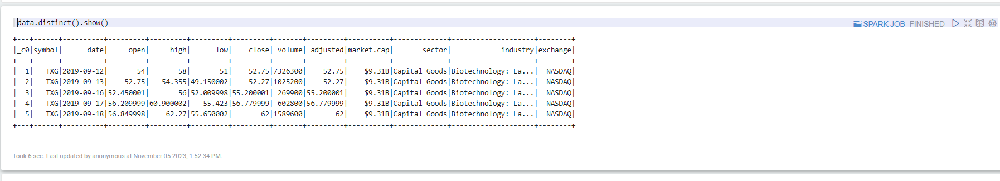 data.distinct().show()
SPARK JOB FINISHED
+---+------+----------+---------+---------+---------+---------+-------+---------+----------+-------------+--------------------+--------+
|_c0|symbol|      date|     open|     high|      low|    close| volume| adjusted|market.cap|       sector|            industry|exchange|
+---+------+----------+---------+---------+---------+---------+-------+---------+----------+-------------+--------------------+--------+
|  1|   TXG|2019-09-12|       54|       58|       51|    52.75|7326300|    52.75|    $9.31B|Capital Goods|Biotechnology: La...|  NASDAQ|
|  2|   TXG|2019-09-13|    52.75|   54.355|49.150002|    52.27|1025200|    52.27|    $9.31B|Capital Goods|Biotechnology: La...|  NASDAQ|
|  3|   TXG|2019-09-16|52.450001|       56|52.009998|55.200001| 269900|55.200001|    $9.31B|Capital Goods|Biotechnology: La...|  NASDAQ|
|  4|   TXG|2019-09-17|56.209999|60.900002|   55.423|56.779999| 602800|56.779999|    $9.31B|Capital Goods|Biotechnology: La...|  NASDAQ|
|  5|   TXG|2019-09-18|56.849998|    62.27|55.650002|       62|1589600|       62|    $9.31B|Capital Goods|Biotechnology: La...|  NASDAQ|
+---+------+----------+---------+---------+---------+---------+-------+---------+----------+-------------+--------------------+--------+
Took 6 sec. Last updated by anonymous at November 05 2023, 1:52:34 PM.